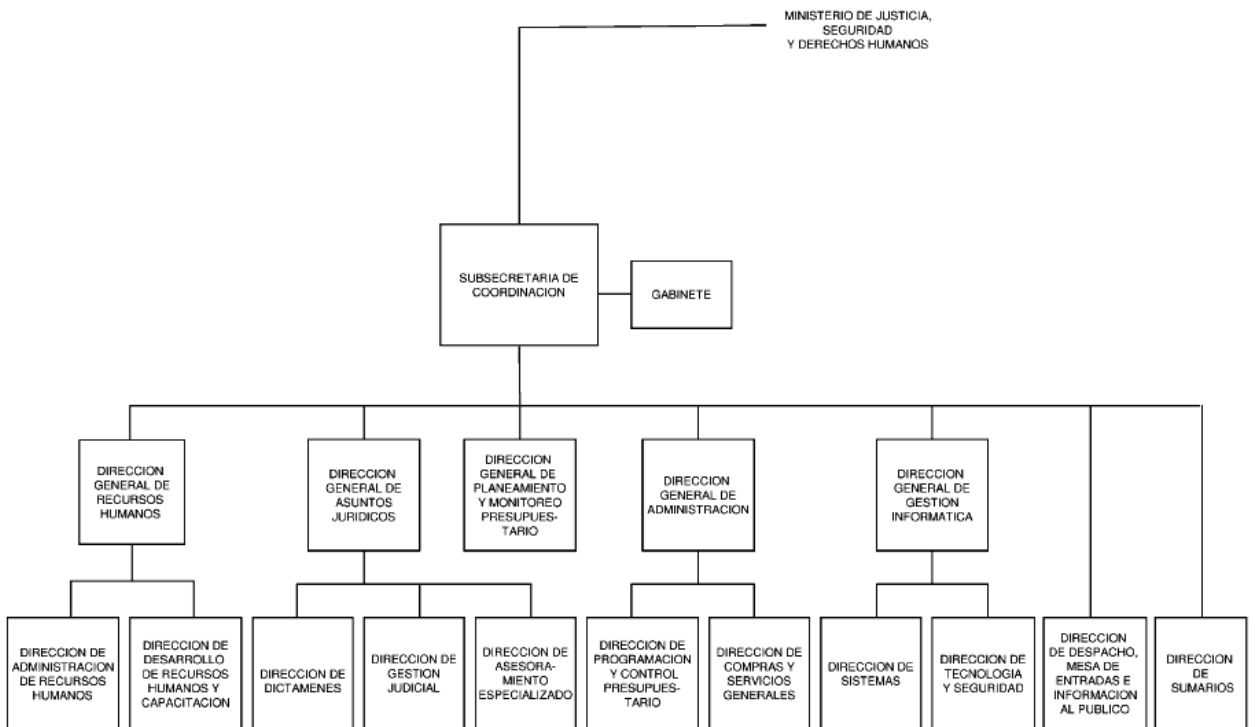 MINISTERIO DE JUSTICIA,
SEGURIDAD
Y DERECHOS HUMANOS
SUBSECRETARIA DE
COORDINACION
GABINETE
DIRECCION
GENERAL DE
RECURSOS
HUMANOS
DIRECCION
GENERAL DE
ASUNTOS
JURIDICOS
DIRECCION
GENERAL DE
PLANEAMIENTO
Y MONITOREO
PRESUPUES-
TARIO
DIRECCION
GENERAL DE
ADMINISTRACION
DIRECCION
GENERAL DE
GESTION
INFORMATICA
DIRECCION DE
ADMINISTRACION
DE RECURSOS
HUMANOS
DIRECCION DE
DESARROLLO
DE RECURSOS
HUMANOS Y
CAPACITACION
DIRECCION DE
DICTAMENES
DIRECCION DE
GESTION
JUDICIAL
DIRECCION DE
ASESORA-
MIENTO
ESPECIALIZADO
DIRECCION DE
PROGRAMACION
Y CONTROL
PRESUPUES-
TARIO
DIRECCION DE
COMPRAS Y
SERVICIOS
GENERALES
DIRECCION DE
SISTEMAS
DIRECCION DE
TECNOLOGIA
Y SEGURIDAD
DIRECCION
DE DESPACHO,
MESA DE
ENTRADAS E
INFORMACION
AL PUBLICO
DIRECCION
DE
SUMARIOS